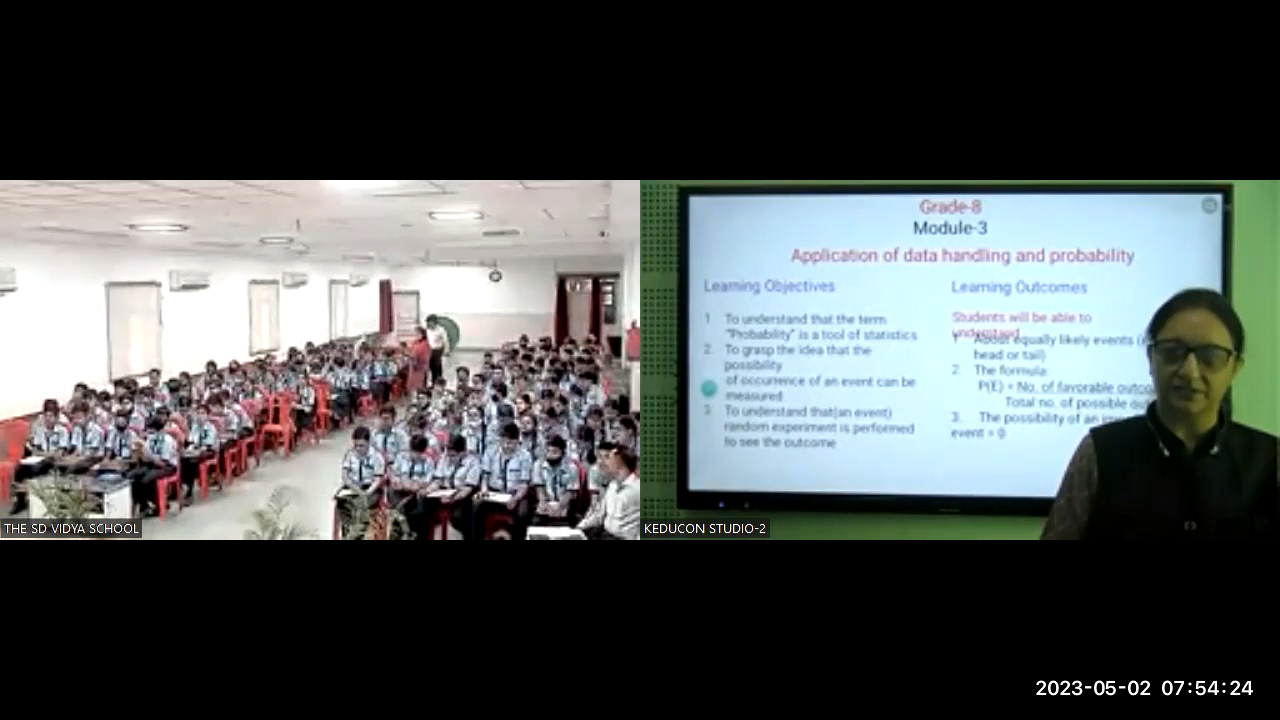 Grade-8
Module-3
Application of data handling and probability
Learning Objectives
1. To understand that the term
"Probability" is a tool of statistics
2. To grasp the idea that the
possibility
of occurrence of an event can be
measured
3. To understand that(an event)
random experiment is performed
to see the outcome
Learning Outcomes
Students will be able to
understand
1 About equally likely events (
head or tail)
2. The formula:
P(E) = No. of favorable outco
Total no. of possible
3. The possibility of an
event = 0
THE SD VIDYA SCHOOL
KEDUCON STUDIO-2
2023-05-02 07:54:24